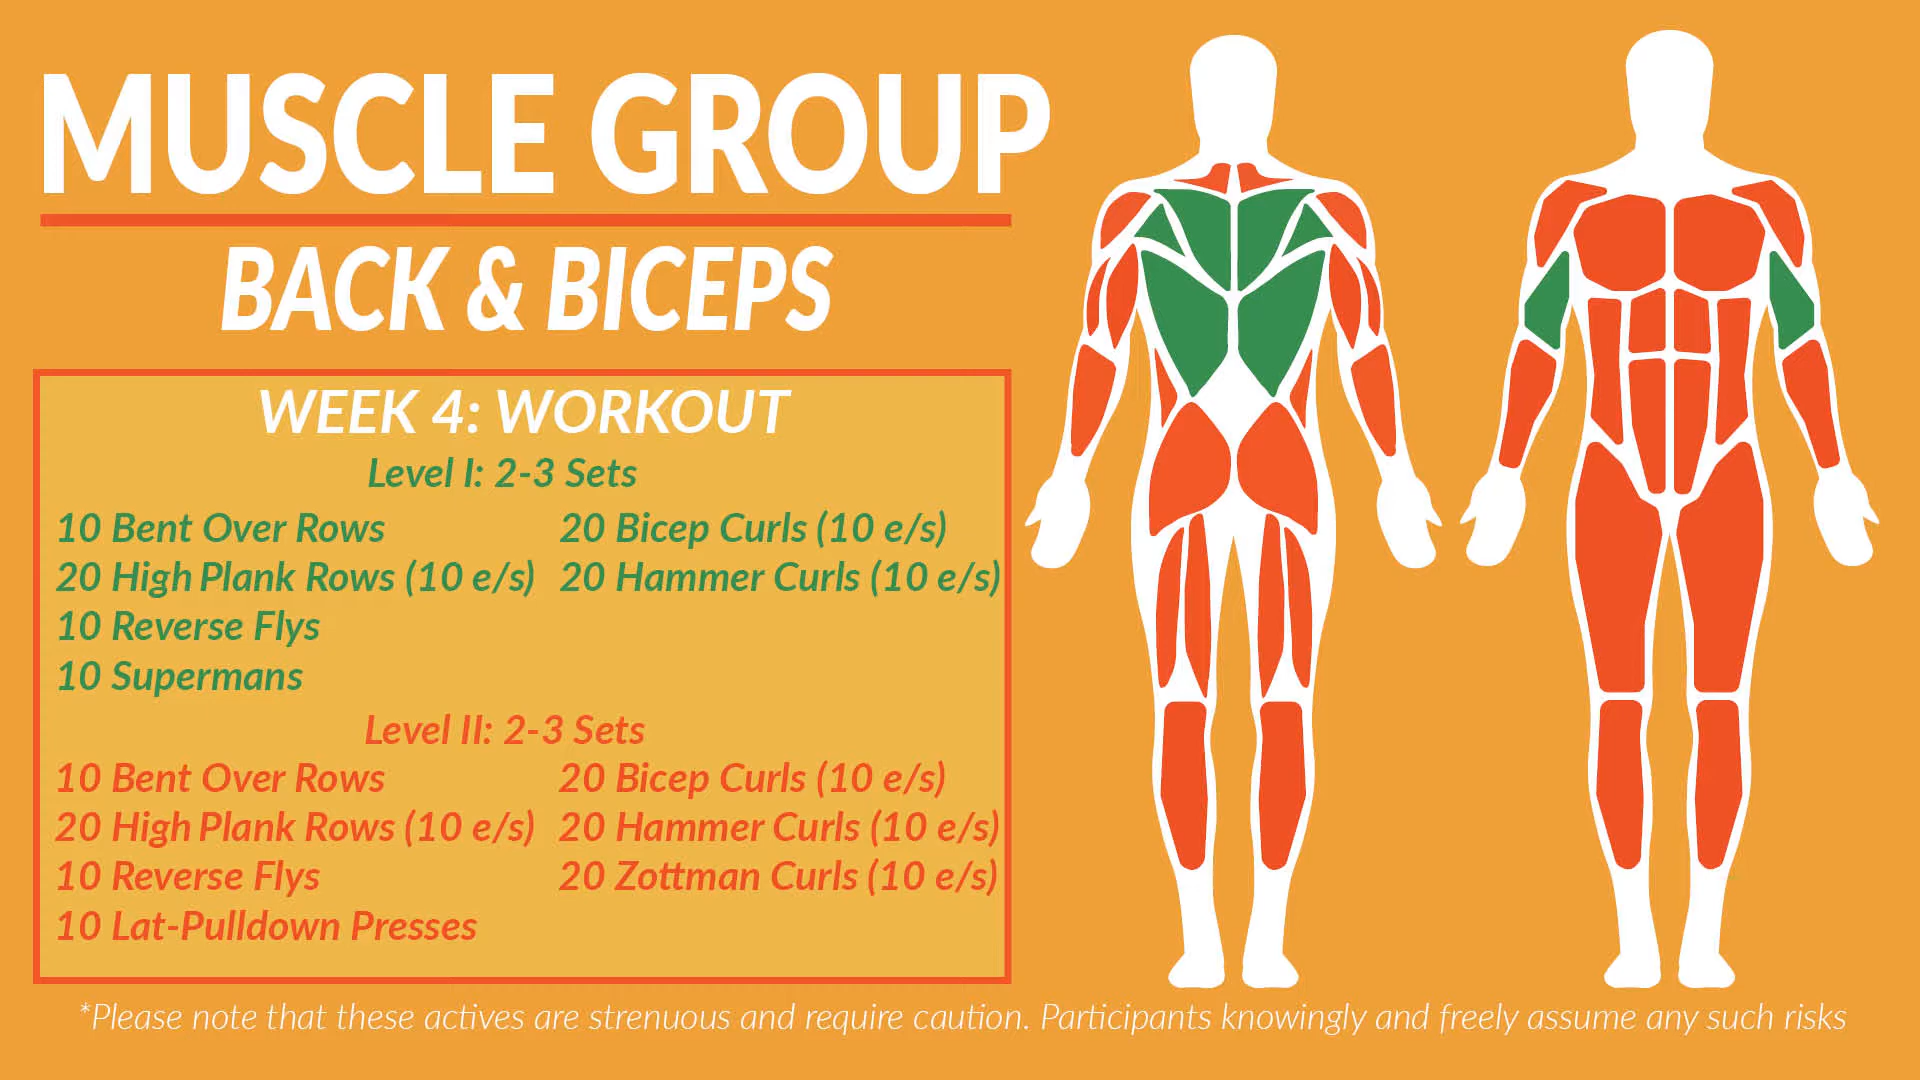 MUSCLE GROUP
BACK & BICEPS
WEEK 4: WORKOUT
Level I: 2-3 Sets
10 Bent Over Rows
20 High Plank Rows (10 e/s)
10 Reverse Flys
10 Supermans
20 Bicep Curls (10 e/s)
20 Hammer Curls (10 e/s)
Level II: 2-3 Sets
10 Bent Over Rows
20 High Plank Rows (10 e/s)
10 Reverse Flys
10 Lat-Pulldown Presses
20 Bicep Curls (10 e/s)
20 Hammer Curls (10 e/s)
20 Zottman Curls (10 e/s)
*Please note that these actives are strenuous and require caution. Participants knowingly and freely assume any such risks